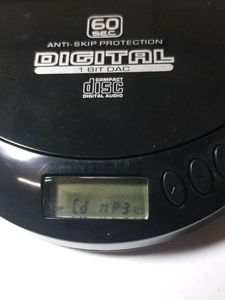 60
SEC.
ANTI-SKIP PROTECTION
DIGITAL
1 BIT DAC
COMPACT
disc
DIGITAL AUDIO
Cd MP3